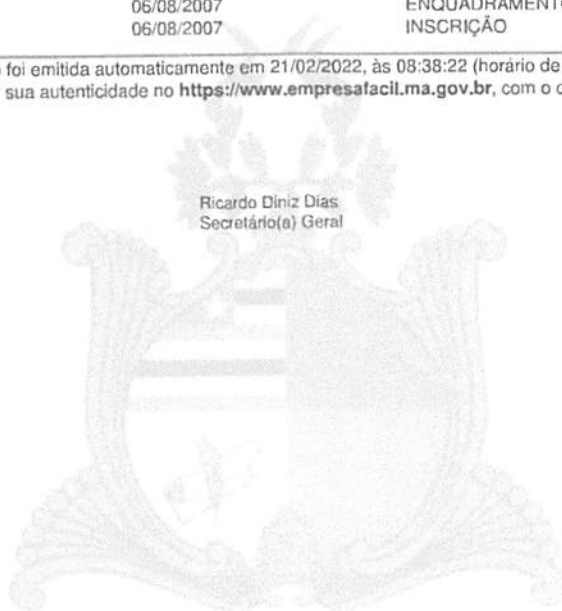 06/08/2007 ENQUADRAMENTO
06/08/2007 INSCRIÇÃO
foi emitida automaticamente em 21/02/2022, às 08:38:22 (horário de
sua autenticidade no https://www.empresafacil.ma.gov.br, com o
Ricardo Diniz Dias
Secretário(a) Geral